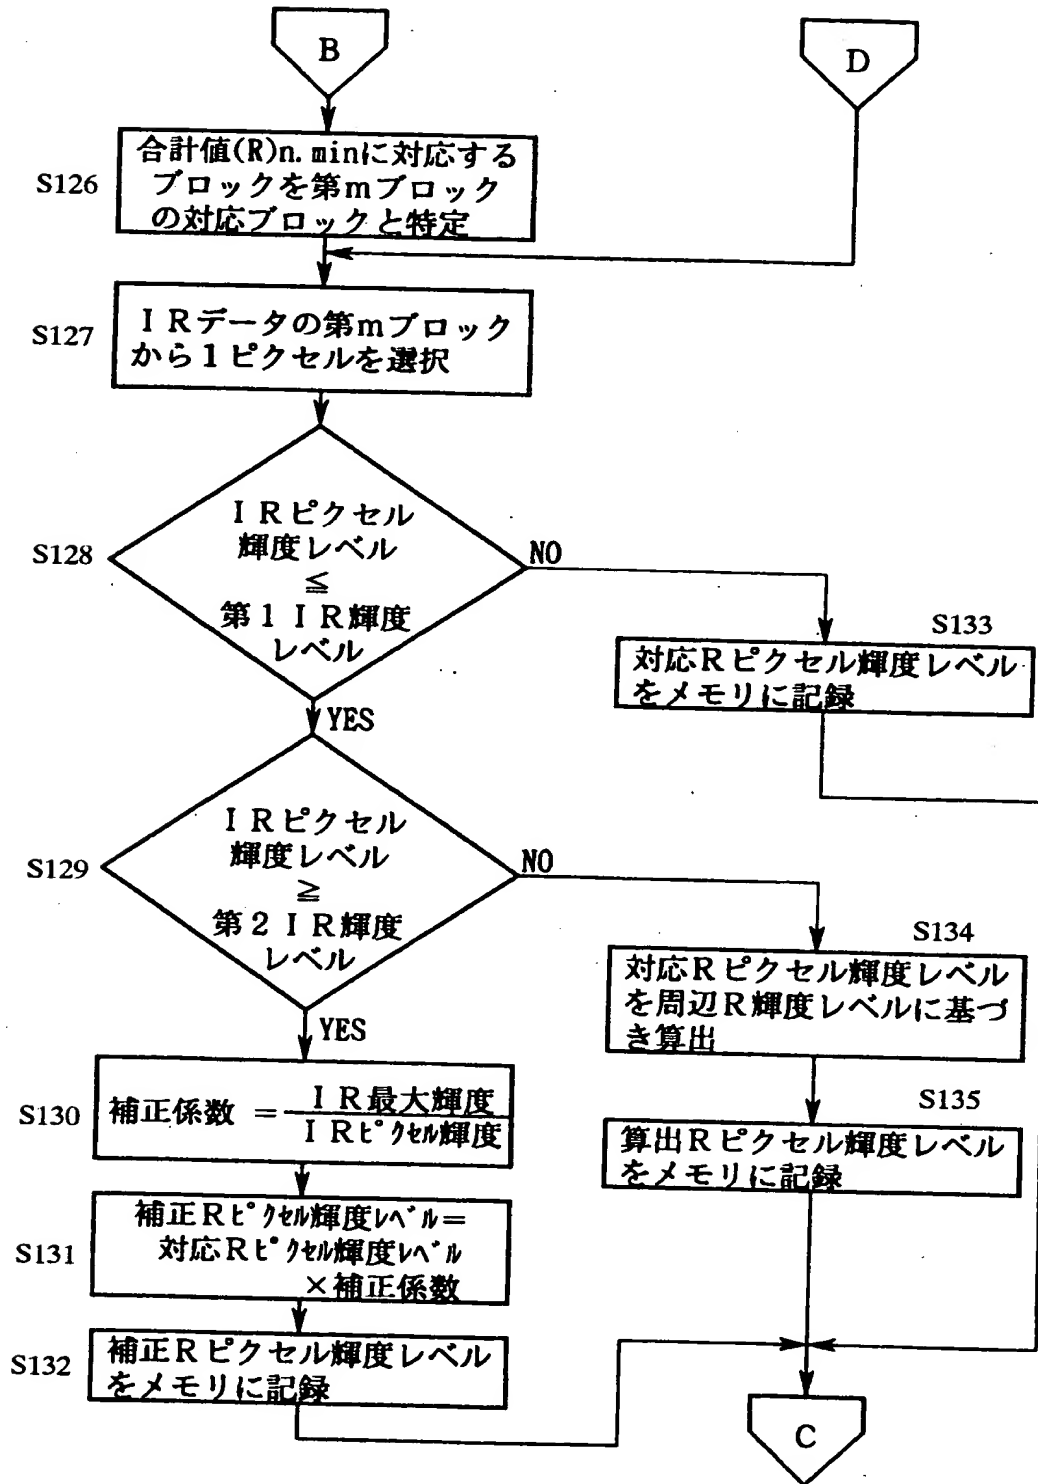 B
D
S126
合計値(R)n.minに対応する
ブロックを第mブロック
の対応ブロックと特定
S127
IRデータの第mブロック
から1ピクセルを選択
S128
IRピクセル
輝度レベル
≦
第1IR輝度
レベル
NO
YES
S133
対応Rピクセル輝度レベル
をメモリに記録
S129
IRピクセル
輝度レベル
≧
第2IR輝度
レベル
NO
YES
S134
対応Rピクセル輝度レベル
を周辺R輝度レベルに基づ
き算出
S130
補正係数 =
IR最大輝度
IRピクセル輝度
S135
算出Rピクセル輝度レベル
をメモリに記録
S131
補正Rピクセル輝度レベル=
対応Rピクセル輝度レベル
×補正係数
S132
補正Rピクセル輝度レベル
をメモリに記録
C